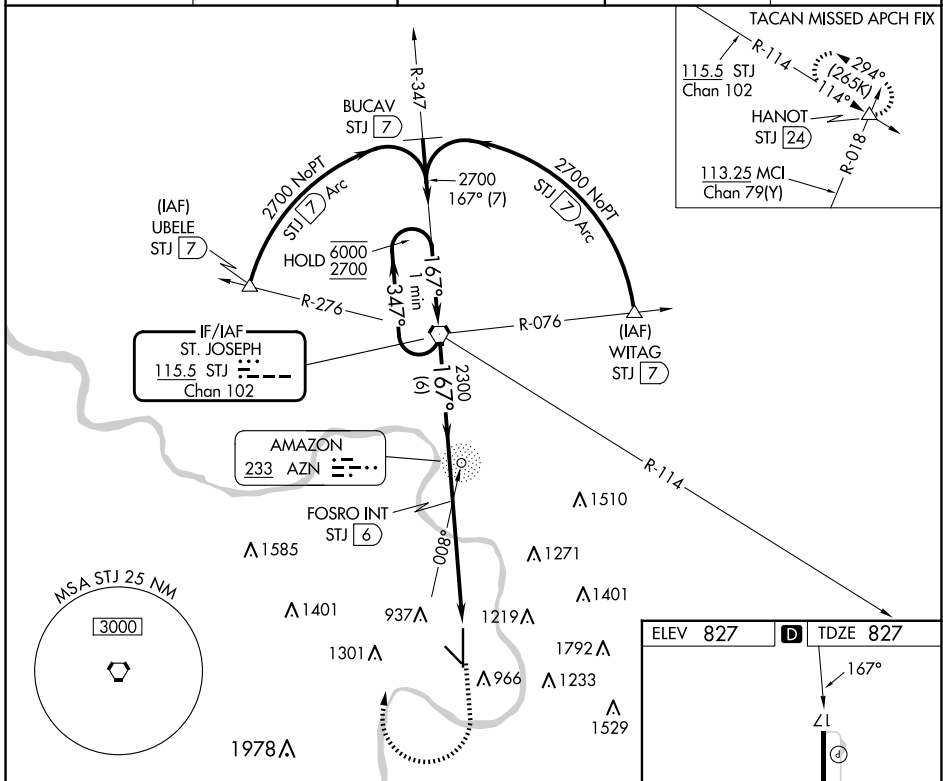 TACAN MISSED APCH FIX
R-114
115.5 STJ
Chan 102
294°
(265K)
114°
HANOT
STJ 24
R-018
113.25 MCI
Chan 79(Y)
R-347
BUCAV
STJ 7
2700 NoPT
STJ 7 Arc
2700 NoPT
STJ 7 Arc
2700
167° (7)
(IAF)
UBELE
STJ 7
HOLD 6000
2700
1 min
347°
167°
R-276
R-076
(IAF)
WITAG
STJ 7
IF/IAF
ST. JOSEPH
115.5 STJ
Chan 102
2300
167°
(6)
AMAZON
233 AZN
R-114
FOSRO INT
STJ 6
008°
1510
1585
1271
1401
937
1219
1401
1301
1792
966
1233
1529
1978
MSA STJ 25 NM
3000
ELEV 827 D TDZE 827
167°
17
P